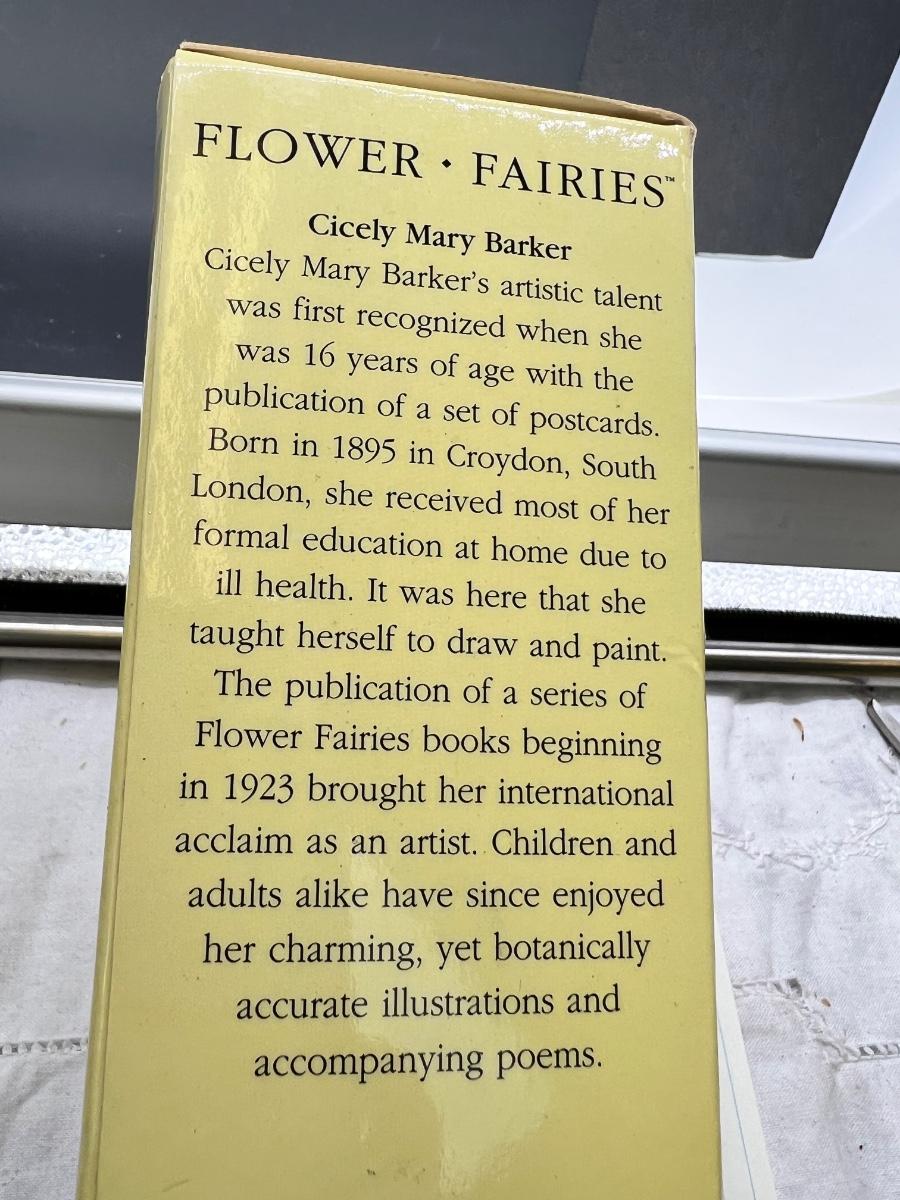 FLOWER · FAIRIES™
Cicely Mary Barker
Cicely Mary Barker's artistic talent
was first recognized when she
was 16 years of age with the
publication of a set of postcards.
Born in 1895 in Croydon, South
London, she received most of her
formal education at home due to
ill health. It was here that she
taught herself to draw and paint.
The publication of a series of
Flower Fairies books beginning
in 1923 brought her international
acclaim as an artist. Children and
adults alike have since enjoyed
her charming, yet botanically
accurate illustrations and
accompanying poems.